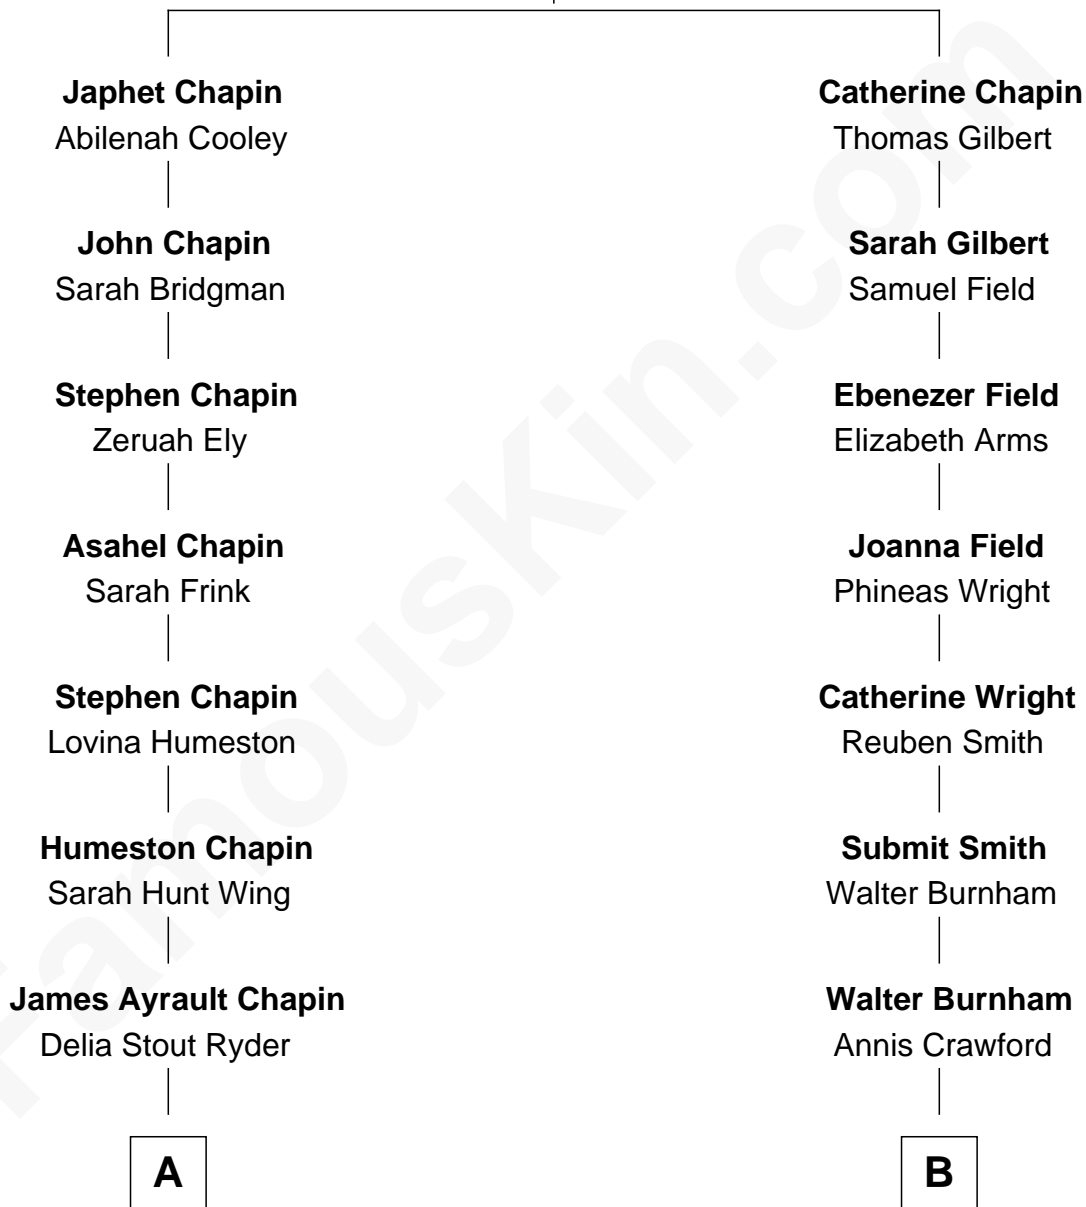 Japhet Chapin
Abilenah Cooley
John Chapin
Sarah Bridgman
Stephen Chapin
Zeruah Ely
Asahel Chapin
Sarah Frink
Stephen Chapin
Lovina Humeston
Humeston Chapin
Sarah Hunt Wing
James Ayrault Chapin
Delia Stout Ryder
A
Catherine Chapin
Thomas Gilbert
Sarah Gilbert
Samuel Field
Ebenezer Field
Elizabeth Arms
Joanna Field
Phineas Wright
Catherine Wright
Reuben Smith
Submit Smith
Walter Burnham
Walter Burnham
Annis Crawford
B
FamousKin.com